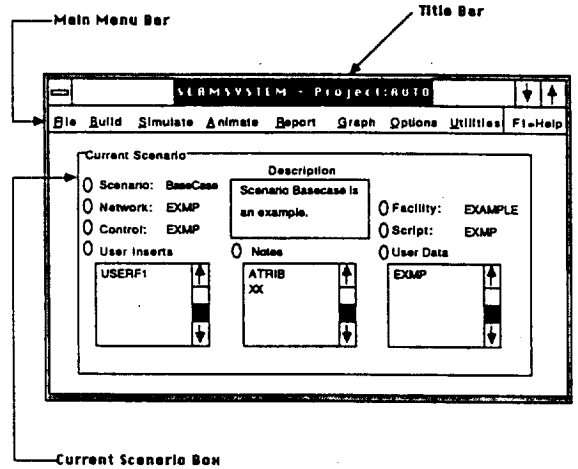 Main Menu Bar
Title Bar
SLAMSYSTEM - Project:AUTO
File Build Simulate Animate Report Graph Options Utilities F1=Help
Current Scenario
Description
Scenario: BaseCase
Scenario Basecase is
an example.
Network: EXMP
Facility: EXAMPLE
Control: EXMP
Script: EXMP
User Inserts
Notes
User Data
USERF1
ATRIB
EXMP
XX
Current Scenario Box